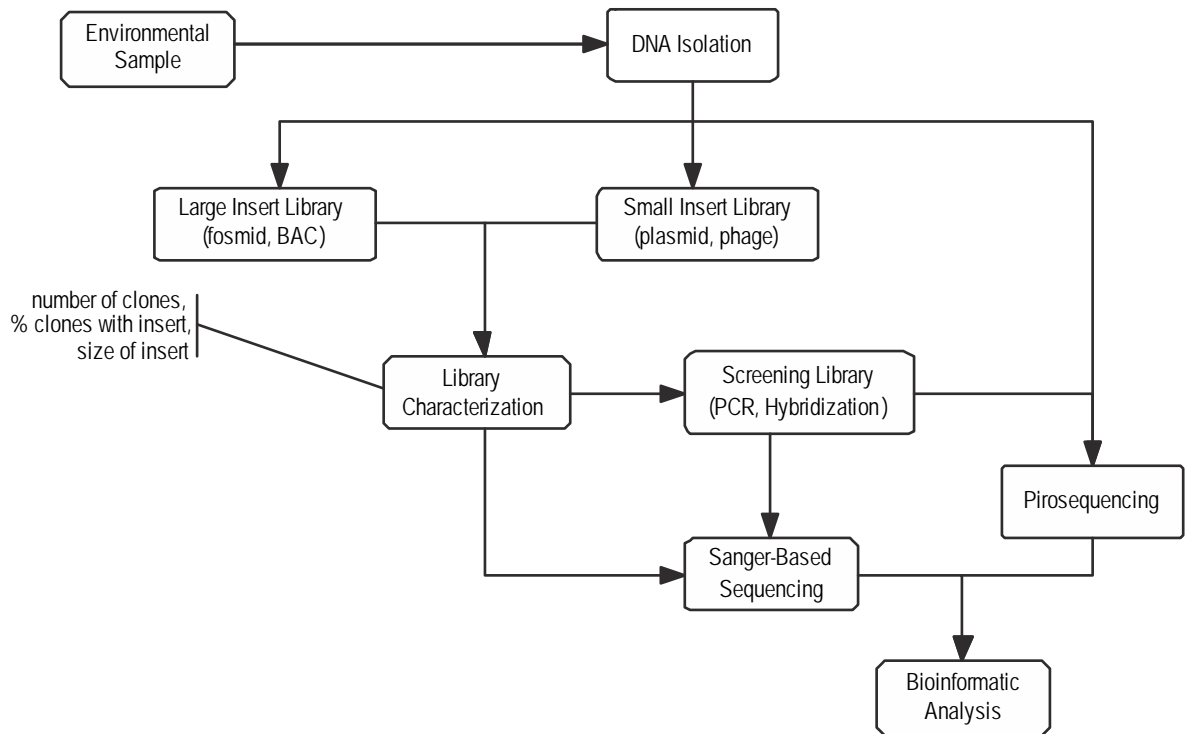 Environmental
Sample
DNA Isolation
Large Insert Library
(fosmid, BAC)
Small Insert Library
(plasmid, phage)
number of clones,
% clones with insert,
size of insert
Library
Characterization
Screening Library
(PCR, Hybridization)
Pirosequencing
Sanger-Based
Sequencing
Bioinformatic
Analysis